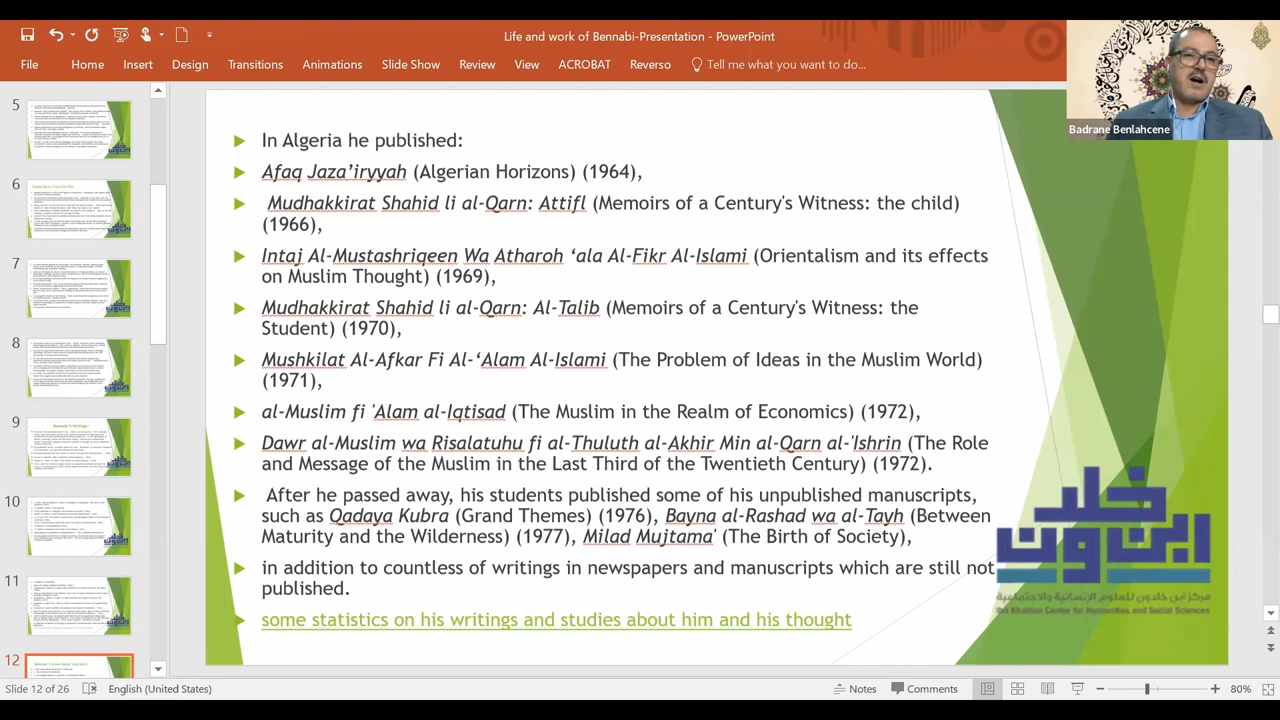 Life and work of Bennabi-Presentation - PowerPoint
File Home Insert Design Transitions Animations Slide Show Review View ACROBAT Reverso Tell me what you want to do...
Badrane Benlahcene
5
6
7
8
9
10
11
12
In Algeria he published:
Afaq Jaza’iryyah (Algerian Horizons) (1964),
Mudhakkirat Shahid li al-Qarn: Attifl (Memoirs of a Century's Witness: the child)
(1966),
Intaj Al-Mustashriqeen Wa Atharoh ‘ala Al-Fikr Al-Islami (Orientalism and its effects
on Muslim Thought) (1969)
Mudhakkirat Shahid li al-Qarn: Al-Talib (Memoirs of a Century's Witness: the
Student) (1970),
Mushkilat Al-Afkar Fi Al-'Alam Al-Islami (The Problem of Ideas in the Muslim World)
(1971),
al-Muslim fi 'Alam al-Iqtisad (The Muslim in the Realm of Economics) (1972),
Dawr al-Muslim wa Risalatuhu fi al-Thuluth al-Akhir Min al-Qarn al-'Ishrin (The Role
and Message of the Muslim in the Last Third of the Twentieth Century) (1972).
After he passed away, his students published some of his unpublished manuscripts,
such as Qadaya Kubra (Grand Themes) (1976), Bayna al-Rashad wa al-Tayh (Between
Maturity and the Wilderness) (1977), Milad Mujtama' (The Birth of Society),
in addition to countless of writings in newspapers and manuscripts which are still not
published.
some statistics on his writings and studies about him and his thought
ابن خلدون
مركز ابن خلدون للعلوم الإنسانية والاجتماعية
Ibn Khaldon Center for Humanities and Social Sciences
Slide 12 of 26 English (United States) Notes Comments 80%